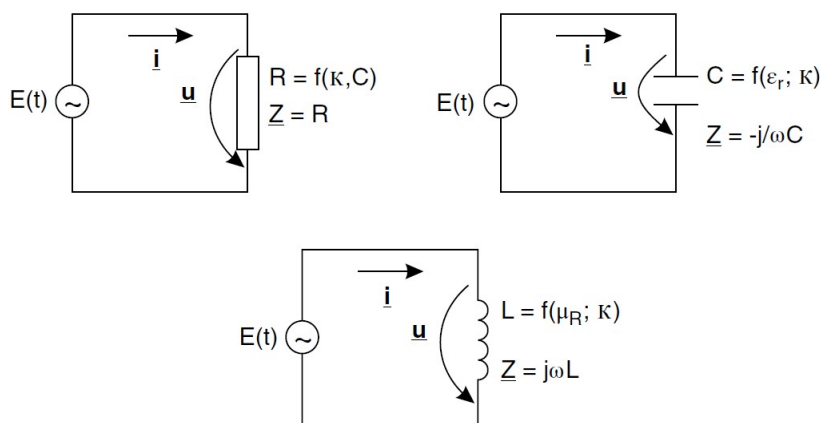 i
E(t)
~
u
R = f(κ,C)
Z = R
i
E(t)
~
u
C = f(εr; κ)
Z = -j/ωC
i
E(t)
~
u
L = f(μR; κ)
Z = jωL